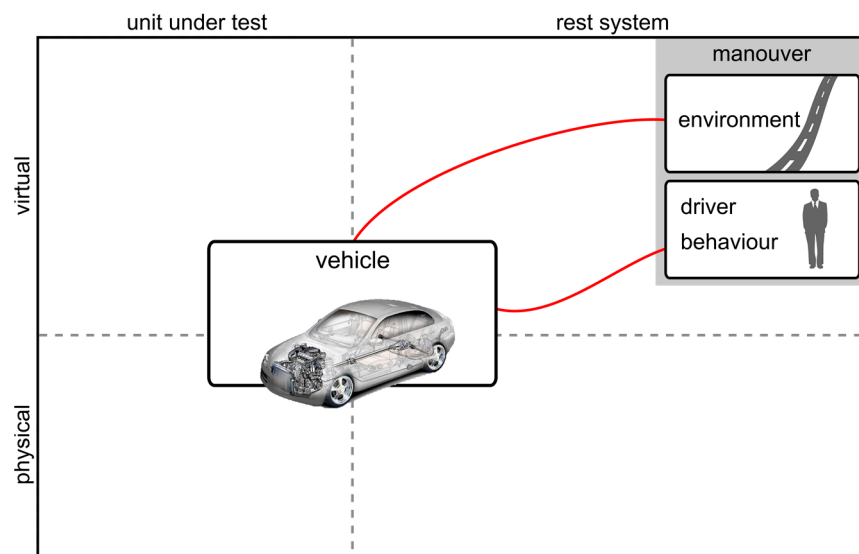 unit under test
rest system
manouver
environment
driver
behaviour
vehicle
virtual
physical